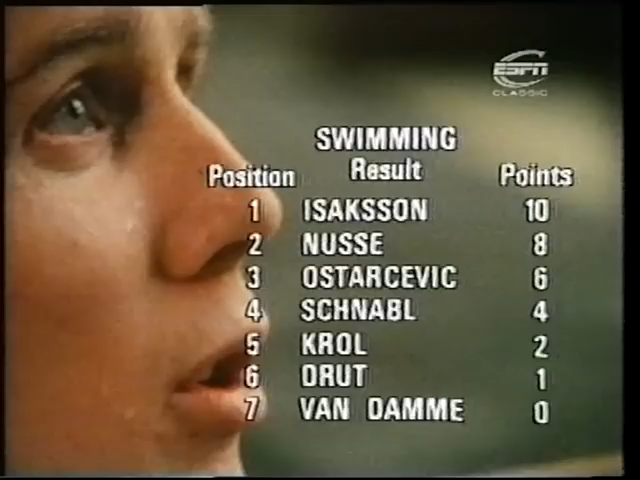 ESPN
CLASSIC
SWIMMING
Position Result Points
1 ISAKSSON 10
2 NUSSE 8
3 OSTARCEVIC 6
4 SCHNABL 4
5 KROL 2
6 DRUT 1
7 VAN DAMME 0